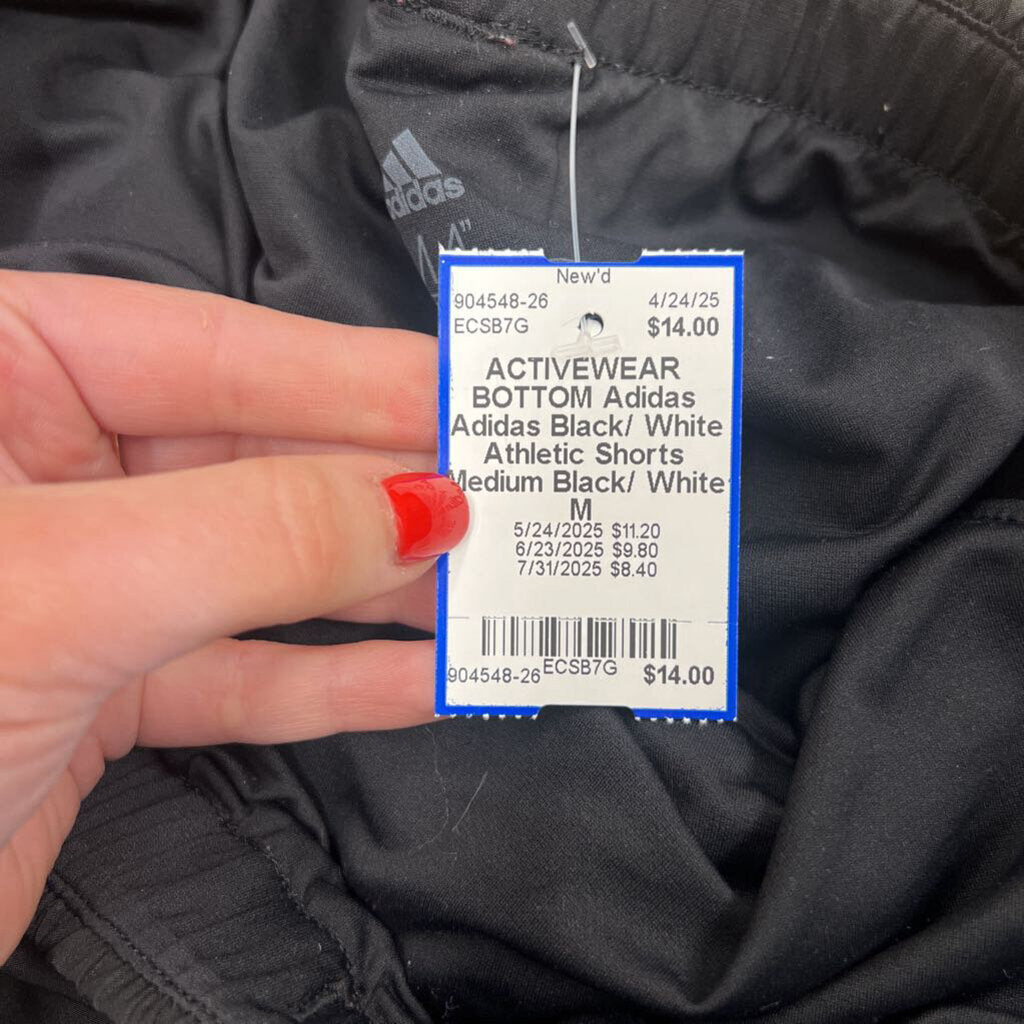 adidas
4"
New'd
904548-26 4/24/25
ECSB7G $14.00
ACTIVEWEAR
BOTTOM Adidas
Adidas Black/ White
Athletic Shorts
Medium Black/ White
M
5/24/2025 $11.20
6/23/2025 $9.80
7/31/2025 $8.40
904548-26 ECSB7G $14.00